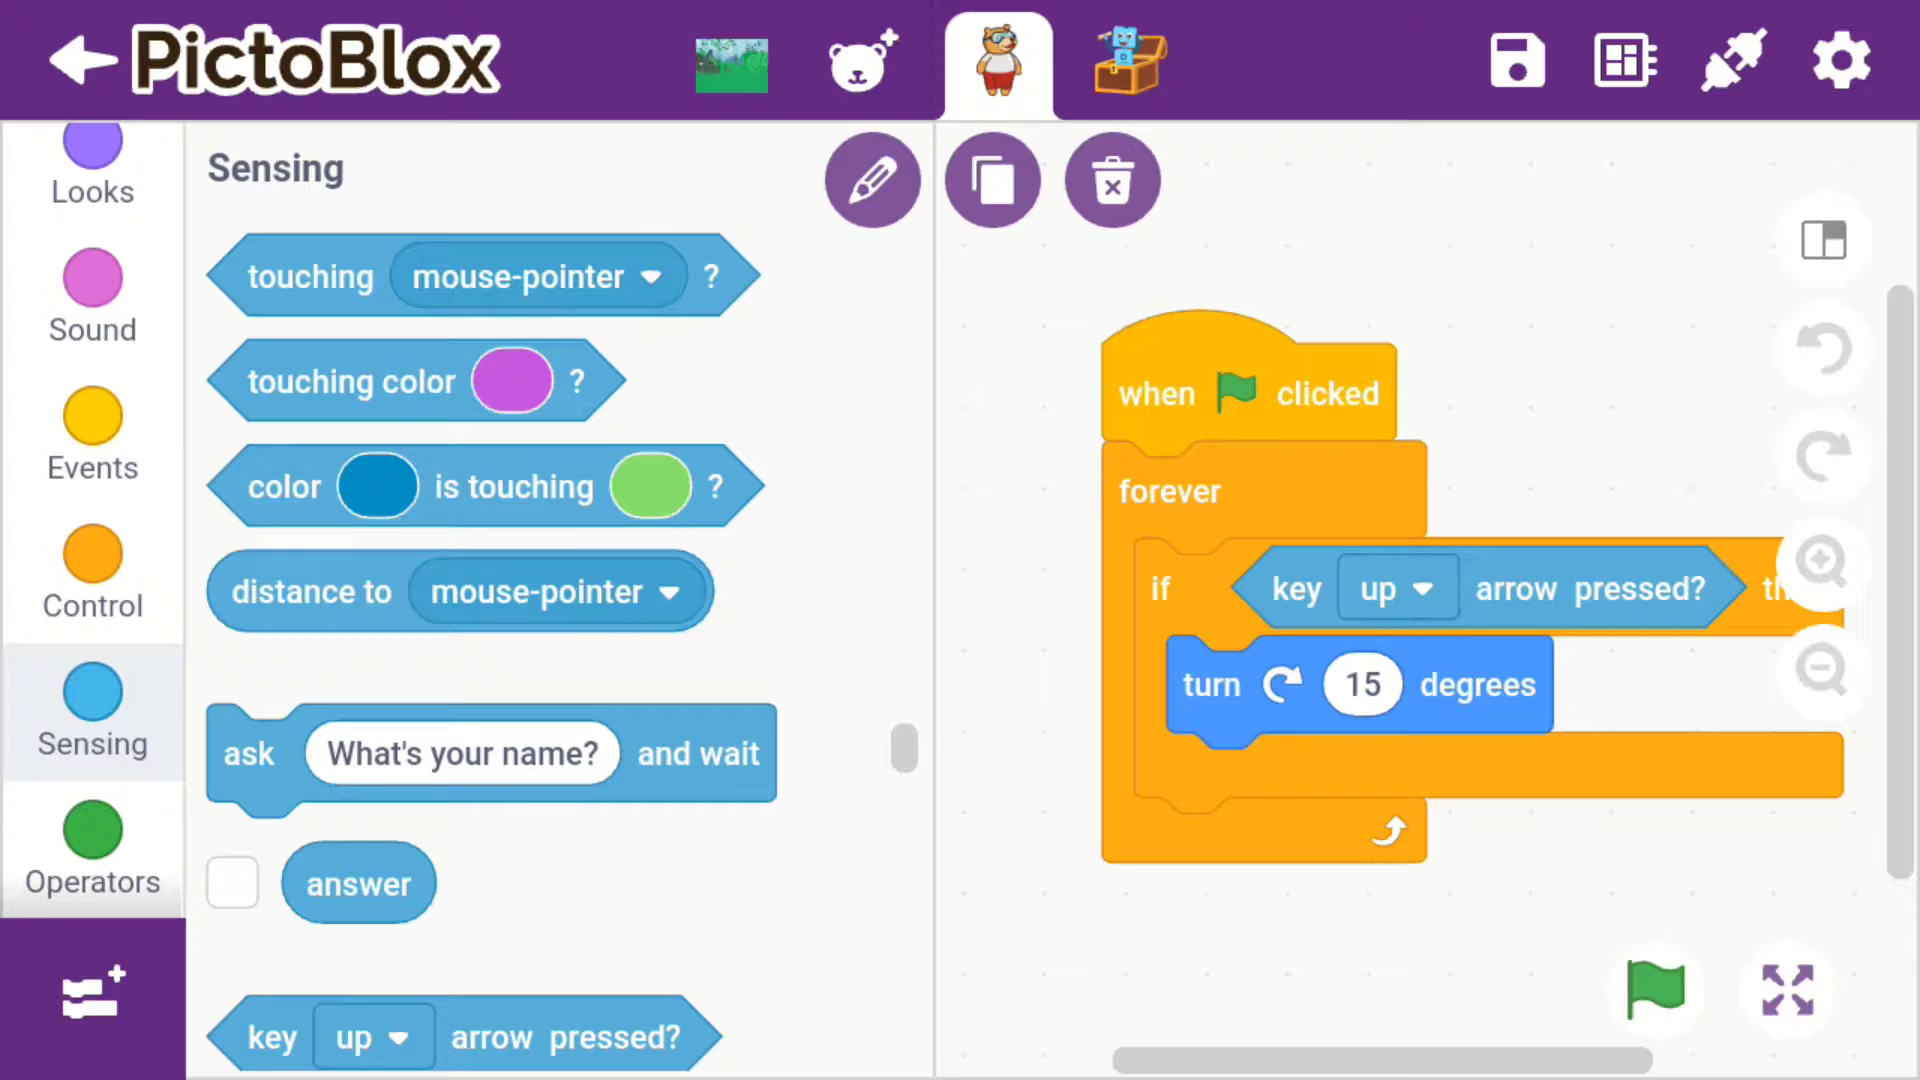 PictoBlox
Looks
Sound
Events
Control
Sensing
Operators
Sensing
touching mouse-pointer ?
touching color ?
color is touching ?
distance to mouse-pointer
ask What's your name? and wait
answer
key up arrow pressed?
when clicked
forever
if key up arrow pressed? th
turn 15 degrees